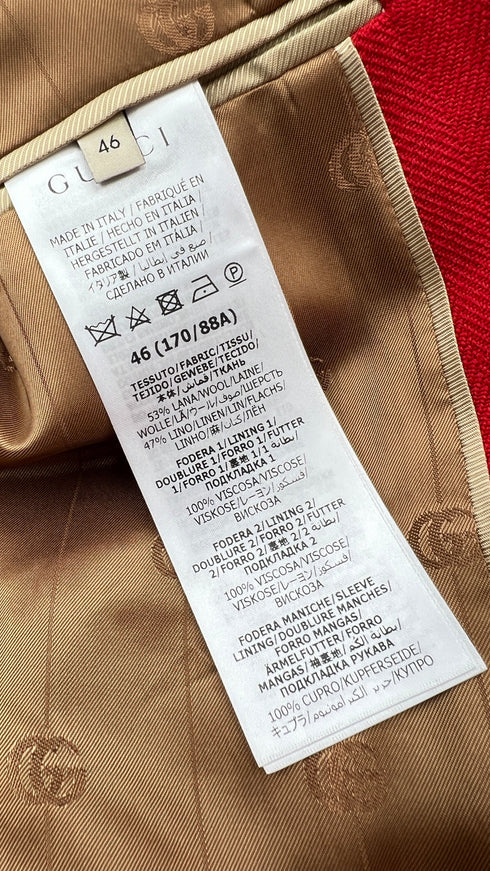 46
GUCCI
MADE IN ITALY / FABRIQUÉ EN
ITALIE / HECHO EN ITALIA /
HERGESTELLT IN ITALIEN /
FABRICADO EM ITÁLIA /
イタリア製 / صنع في إيطاليا /
СДЕЛАНО В ИТАЛИИ
P
46 (170/88A)
TESSUTO/FABRIC/TISSU/
TEJIDO/GEWEBE/TECIDO/
本体/قماش/ТКАНЬ
53% LANA/WOOL/LAINE/
WOLLE/LÃ/ウール/صوف/ШЕРСТЬ
47% LINO/LINEN/LIN/FLACHS/
LINHO/麻/كتان/ЛЁН
FODERA 1/LINING 1/
DOUBLURE 1/FORRO 1/FUTTER
1/FORRO 1/裏地 1/بطانة 1/
ПОДКЛАДКА 1
100% VISCOSA/VISCOSE/
VISKOSE/レーヨン/فسكوز/
ВИСКОЗА
FODERA 2/LINING 2/
DOUBLURE 2/FORRO 2/FUTTER
2/FORRO 2/裏地 2/بطانة 2/
ПОДКЛАДКА 2
100% VISCOSA/VISCOSE/
VISKOSE/レーヨン/فسكوز/
ВИСКОЗА
FODERA MANICHE/SLEEVE
LINING/DOUBLURE MANCHES/
FORRO MANGAS/
ÄRMELFUTTER/FORRO
MANGAS/袖裏地/بطانة الكم/
ПОДКЛАДКА РУКАВА
100% CUPRO/KUPFERSEIDE/
キュプラ/حرير الكوبرامونيوم/КУПРО